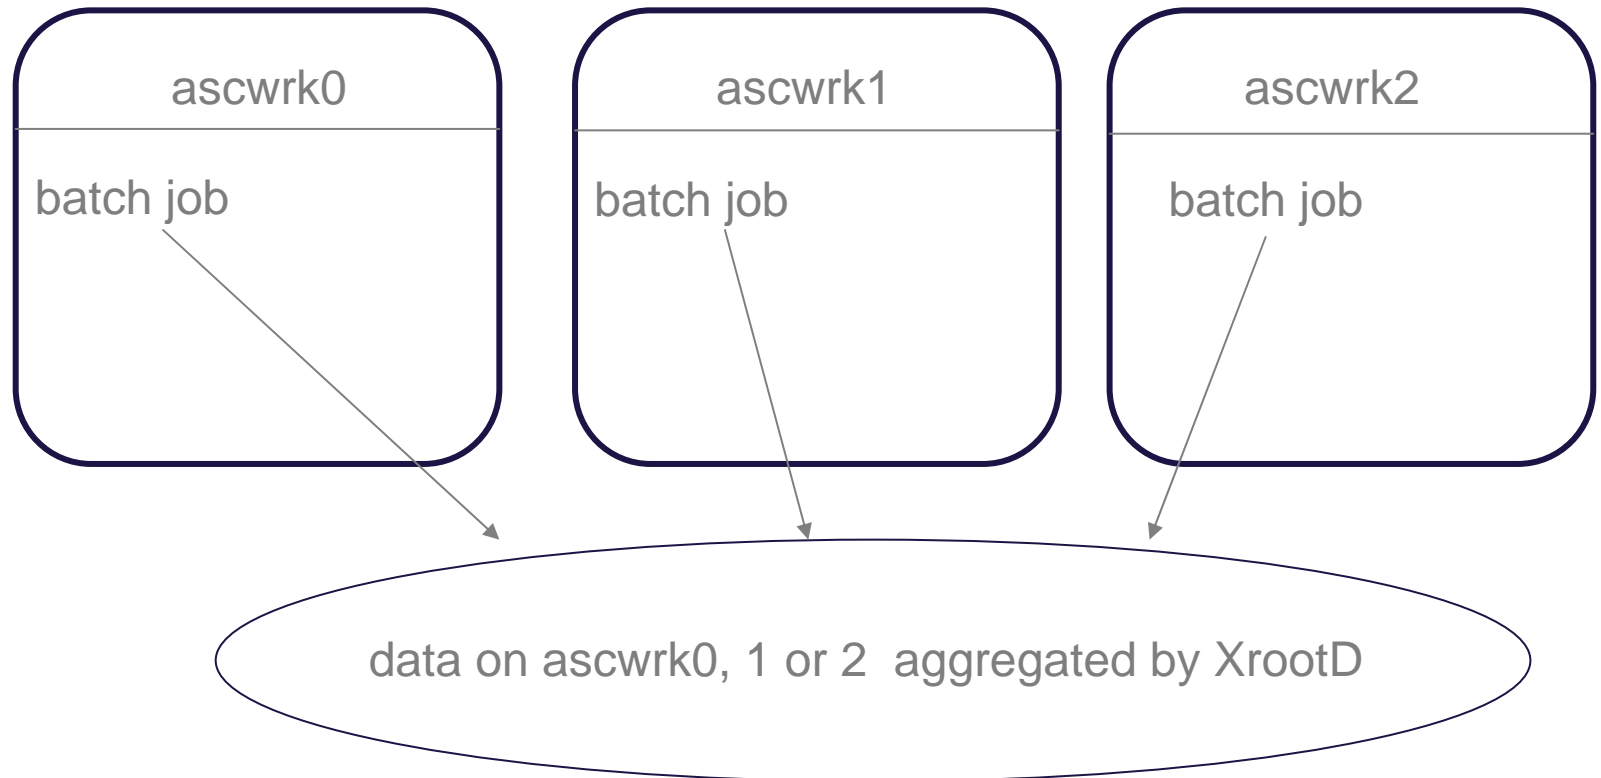 ascwrk0
ascwrk1
ascwrk2
batch job
batch job
batch job
data on ascwrk0, 1 or 2  aggregated by XrootD